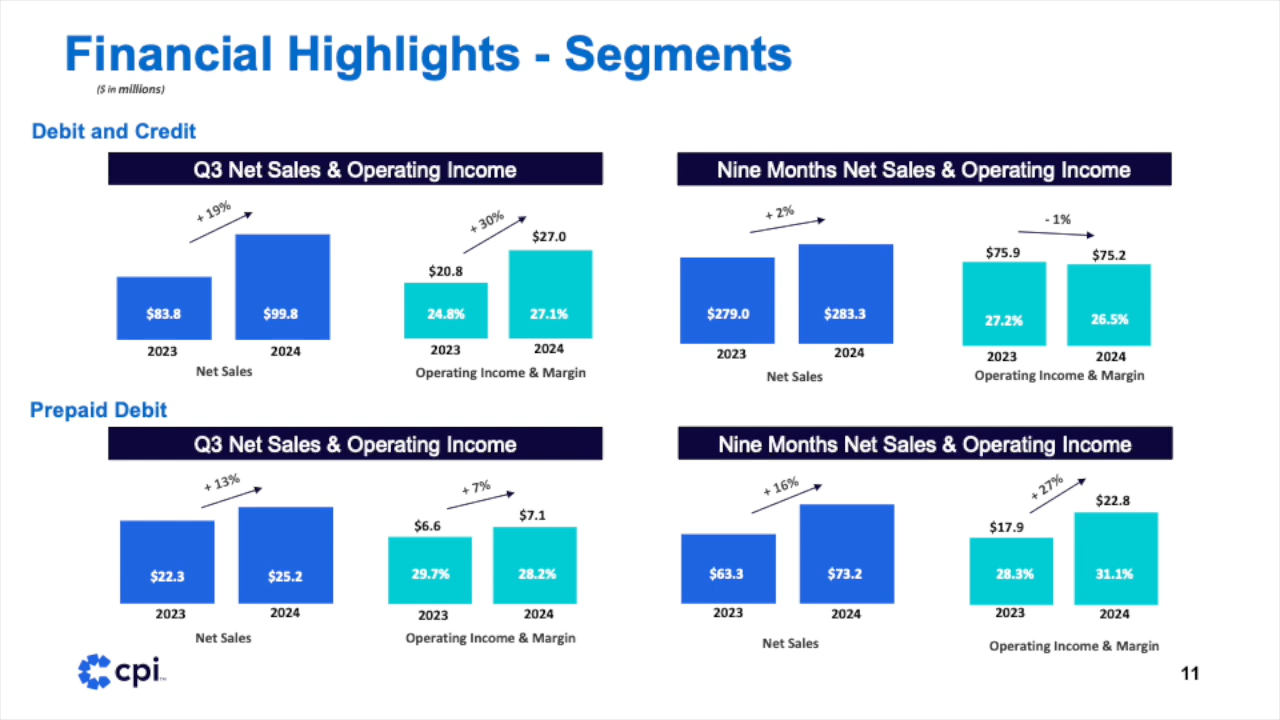 Financial Highlights - Segments
($ in millions)
Debit and Credit
Q3 Net Sales & Operating Income
+ 19%
$83.8
$99.8
2023
2024
Net Sales
+ 30%
$20.8
$27.0
24.8%
27.1%
2023
2024
Operating Income & Margin
Nine Months Net Sales & Operating Income
+ 2%
$279.0
$283.3
2023
2024
Net Sales
- 1%
$75.9
$75.2
27.2%
26.5%
2023
2024
Operating Income & Margin
Prepaid Debit
Q3 Net Sales & Operating Income
+ 13%
$22.3
$25.2
2023
2024
Net Sales
+ 7%
$6.6
$7.1
29.7%
28.2%
2023
2024
Operating Income & Margin
Nine Months Net Sales & Operating Income
+ 16%
$63.3
$73.2
2023
2024
Net Sales
+ 27%
$17.9
$22.8
28.3%
31.1%
2023
2024
Operating Income & Margin
cpi™
11